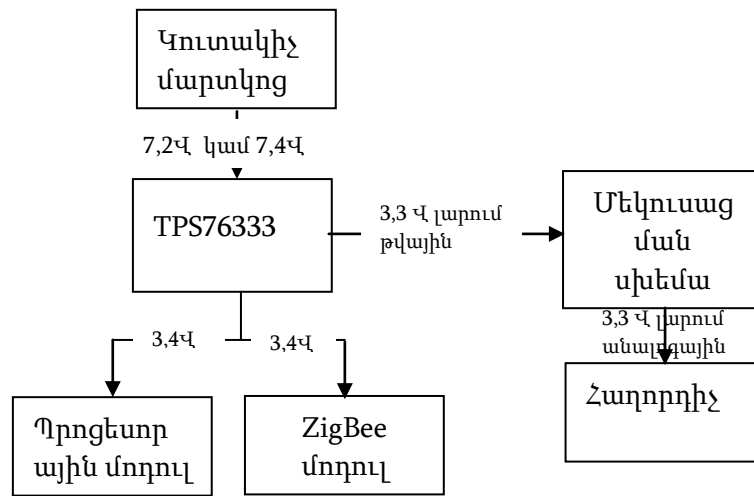 Կուտակիչ
մարտկոց
7,2Վ կամ 7,4Վ
TPS76333
3,3 Վ լարում
թվային
Մեկուսաց
ման
սխեմա
3,3 Վ լարում
անալոգային
3,4Վ
3,4Վ
Հաղորդիչ
Պրոցեսոր
ային մոդուլ
ZigBee
մոդուլ